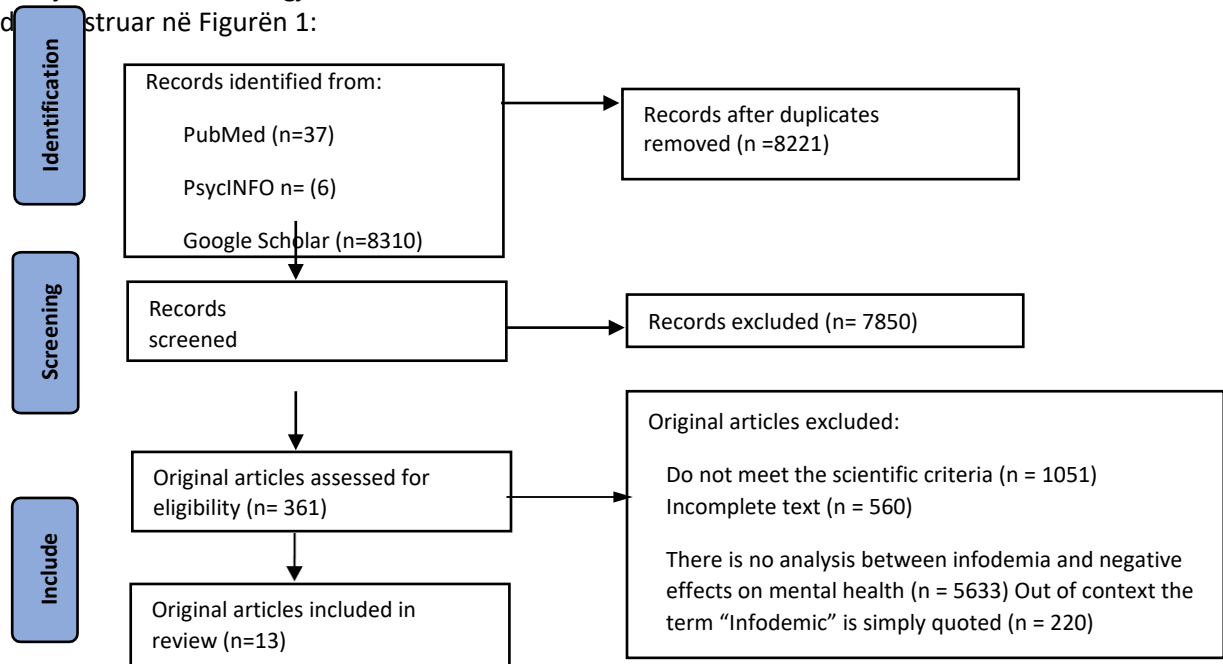 struar në Figurën 1:
Identification
Records identified from:
PubMed (n=37)
PsycINFO n= (6)
Google Scholar (n=8310)
Records after duplicates
removed (n =8221)
Screening
Records
screened
Records excluded (n= 7850)
Original articles assessed for
eligibility (n= 361)
Original articles excluded:
Do not meet the scientific criteria (n = 1051)
Incomplete text (n = 560)
There is no analysis between infodemia and negative
effects on mental health (n = 5633) Out of context the
term “Infodemic” is simply quoted (n = 220)
Include
Original articles included in
review (n=13)